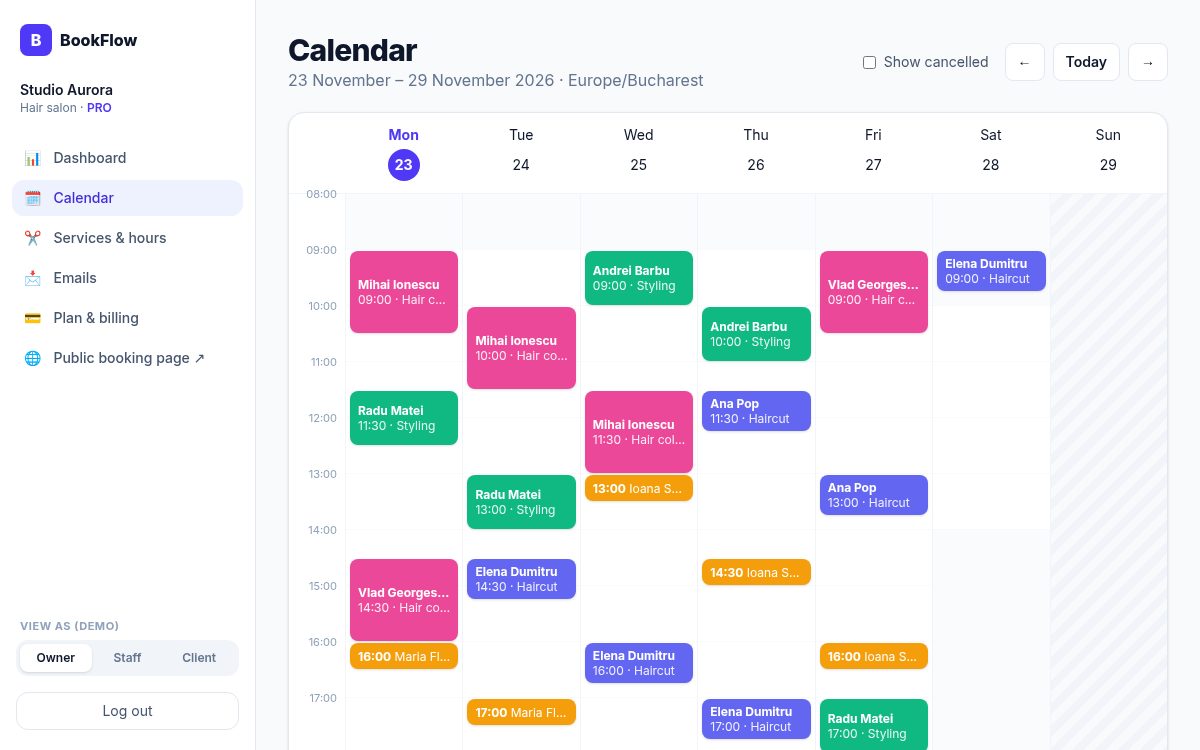 B BookFlow
Studio Aurora
Hair salon · PRO
Dashboard
Calendar
Services & hours
Emails
Plan & billing
Public booking page ↗
VIEW AS (DEMO)
Owner Staff Client
Log out
Calendar
23 November – 29 November 2026 · Europe/Bucharest
Show cancelled ← Today →
Mon Tue Wed Thu Fri Sat Sun
23 24 25 26 27 28 29
08:00
09:00
10:00
11:00
12:00
13:00
14:00
15:00
16:00
17:00
Mihai Ionescu
09:00 · Hair c...
Radu Matei
11:30 · Styling
Vlad Georges...
14:30 · Hair co...
16:00 Maria Fl...
Mihai Ionescu
10:00 · Hair co...
Radu Matei
13:00 · Styling
Elena Dumitru
14:30 · Haircut
17:00 Maria Fl...
Andrei Barbu
09:00 · Styling
Mihai Ionescu
11:30 · Hair col...
13:00 Ioana S...
Elena Dumitru
16:00 · Haircut
Andrei Barbu
10:00 · Styling
Ana Pop
11:30 · Haircut
14:30 Ioana S...
Elena Dumitru
17:00 · Haircut
Vlad Georges...
09:00 · Hair c...
Ana Pop
13:00 · Haircut
16:00 Ioana S...
Radu Matei
17:00 · Styling
Elena Dumitru
09:00 · Haircut